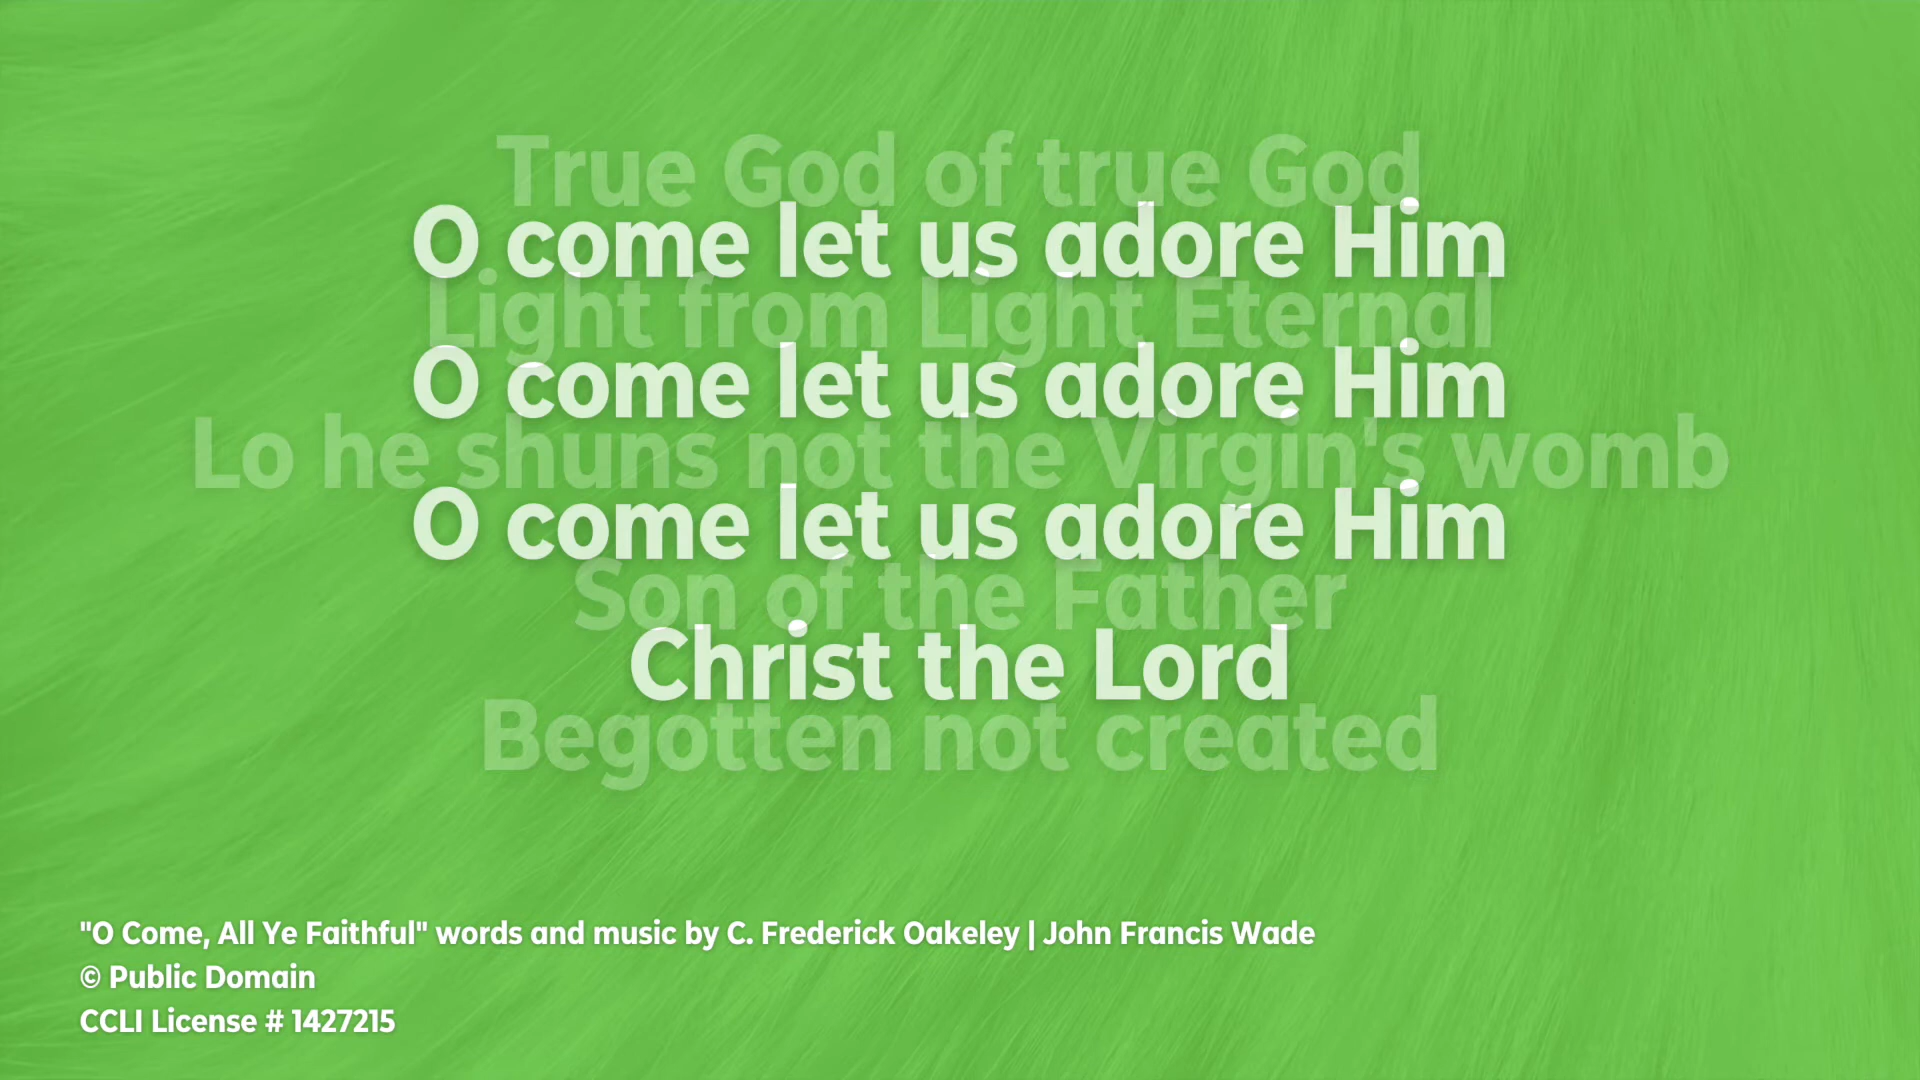 True God of true God
O come let us adore Him
Light from Light Eternal
O come let us adore Him
Lo he shuns not the Virgin's womb
O come let us adore Him
Son of the Father
Christ the Lord
Begotten not created
"O Come, All Ye Faithful" words and music by C. Frederick Oakeley | John Francis Wade
© Public Domain
CCLI License # 1427215